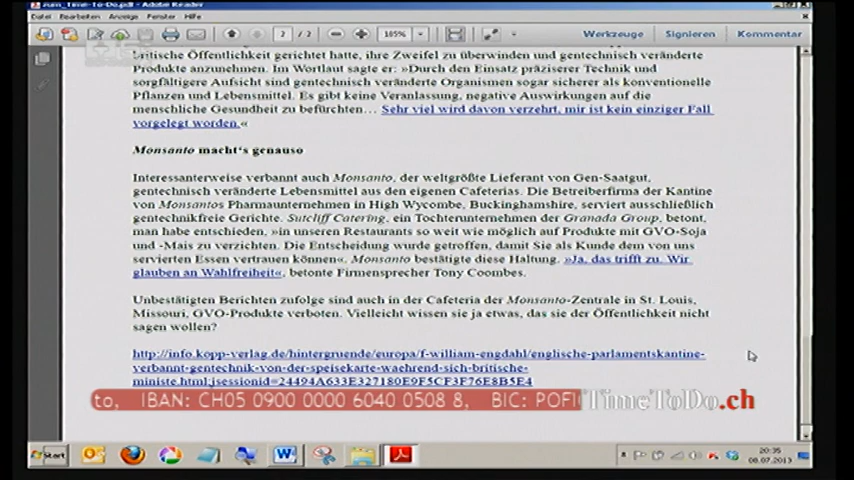 zum_Time-To-Do.pdf - Adobe Reader
Datei Bearbeiten Anzeige Fenster Hilfe
2 / 2 185% Werkzeuge Signieren Kommentar
britische Öffentlichkeit gerichtet hatte, ihre Zweifel zu überwinden und gentechnisch veränderte
Produkte anzunehmen. Im Wortlaut sagte er: »Durch den Einsatz präziser Technik und
sorgfältigere Aufsicht sind gentechnisch veränderte Organismen sogar sicherer als konventionelle
Pflanzen und Lebensmittel. Es gibt keine Veranlassung, negative Auswirkungen auf die
menschliche Gesundheit zu befürchten… Sehr viel wird davon verzehrt, mir ist kein einziger Fall
vorgelegt worden.«
Monsanto macht's genauso
Interessanterweise verbannt auch Monsanto, der weltgrößte Lieferant von Gen-Saatgut,
gentechnisch veränderte Lebensmittel aus den eigenen Cafeterias. Die Betreiberfirma der Kantine
von Monsantos Pharmaunternehmen in High Wycombe, Buckinghamshire, serviert ausschließlich
gentechnikfreie Gerichte. Sutcliff Catering, ein Tochterunternehmen der Granada Group, betont,
man habe entschieden, »in unseren Restaurants so weit wie möglich auf Produkte mit GVO-Soja
und -Mais zu verzichten. Die Entscheidung wurde getroffen, damit Sie als Kunde dem von uns
servierten Essen vertrauen können«. Monsanto bestätigte diese Haltung. »Ja, das trifft zu. Wir
glauben an Wahlfreiheit«, betonte Firmensprecher Tony Coombes.
Unbestätigten Berichten zufolge sind auch in der Cafeteria der Monsanto-Zentrale in St. Louis,
Missouri, GVO-Produkte verboten. Vielleicht wissen sie ja etwas, das sie der Öffentlichkeit nicht
sagen wollen?
http://info.kopp-verlag.de/hintergruende/europa/f-william-engdahl/englische-parlamentskantine-
verbannt-gentechnik-von-der-speisekarte-waehrend-sich-britische-
ministe.html;jsessionid=24494A633E327180E9F5CF3F76E8B5E4
to, IBAN: CH05 0900 0000 6040 0508 8, BIC: POFI TimeToDo.ch
Start 20:35
08.07.2013